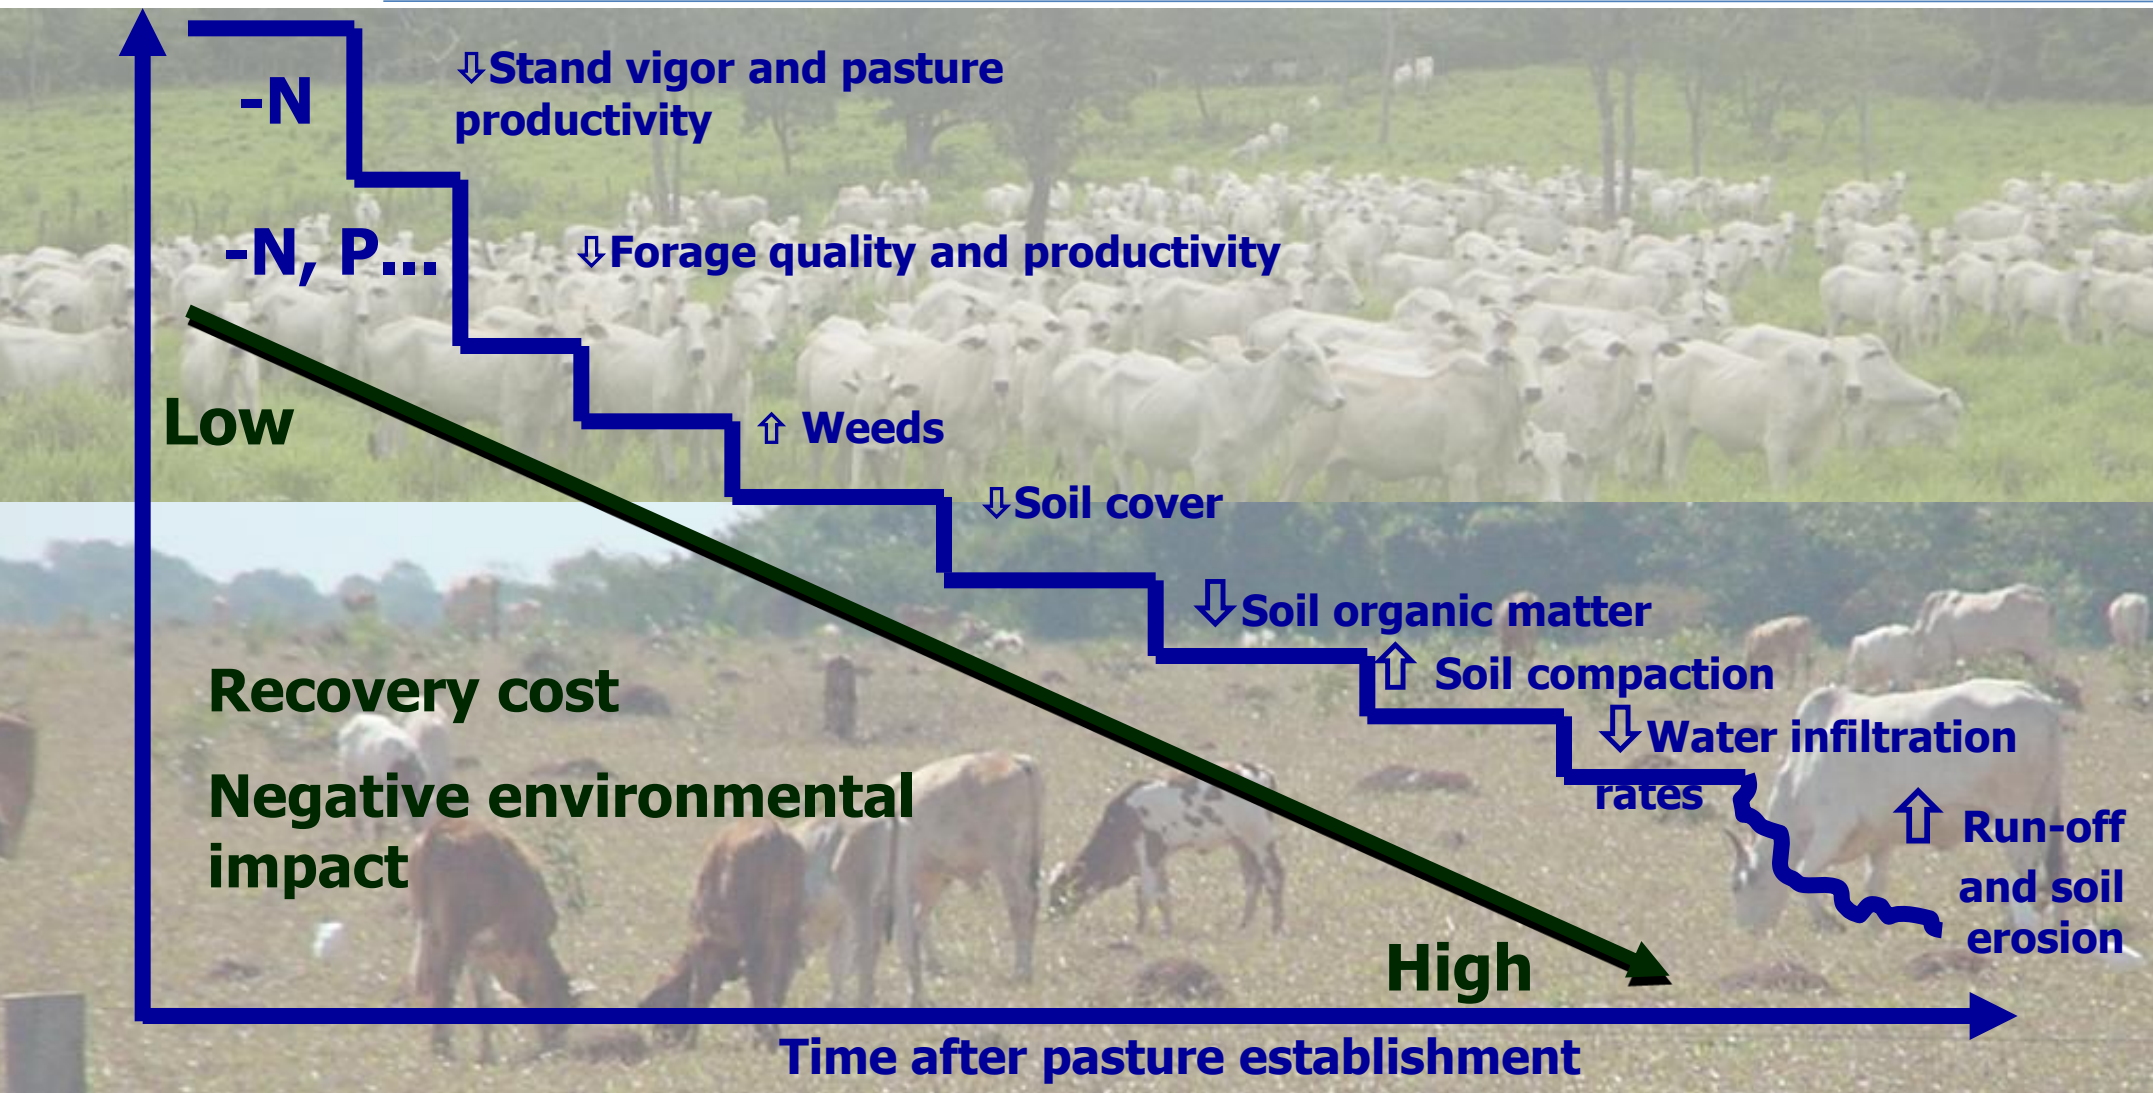 -N
⇩Stand vigor and pasture
productivity
-N, P...
⇩Forage quality and productivity
Low
⇧ Weeds
⇩Soil cover
⇩Soil organic matter
⇧ Soil compaction
Recovery cost
⇩Water infiltration
rates
Negative environmental
impact
⇧ Run-off
and soil
erosion
High
Time after pasture establishment